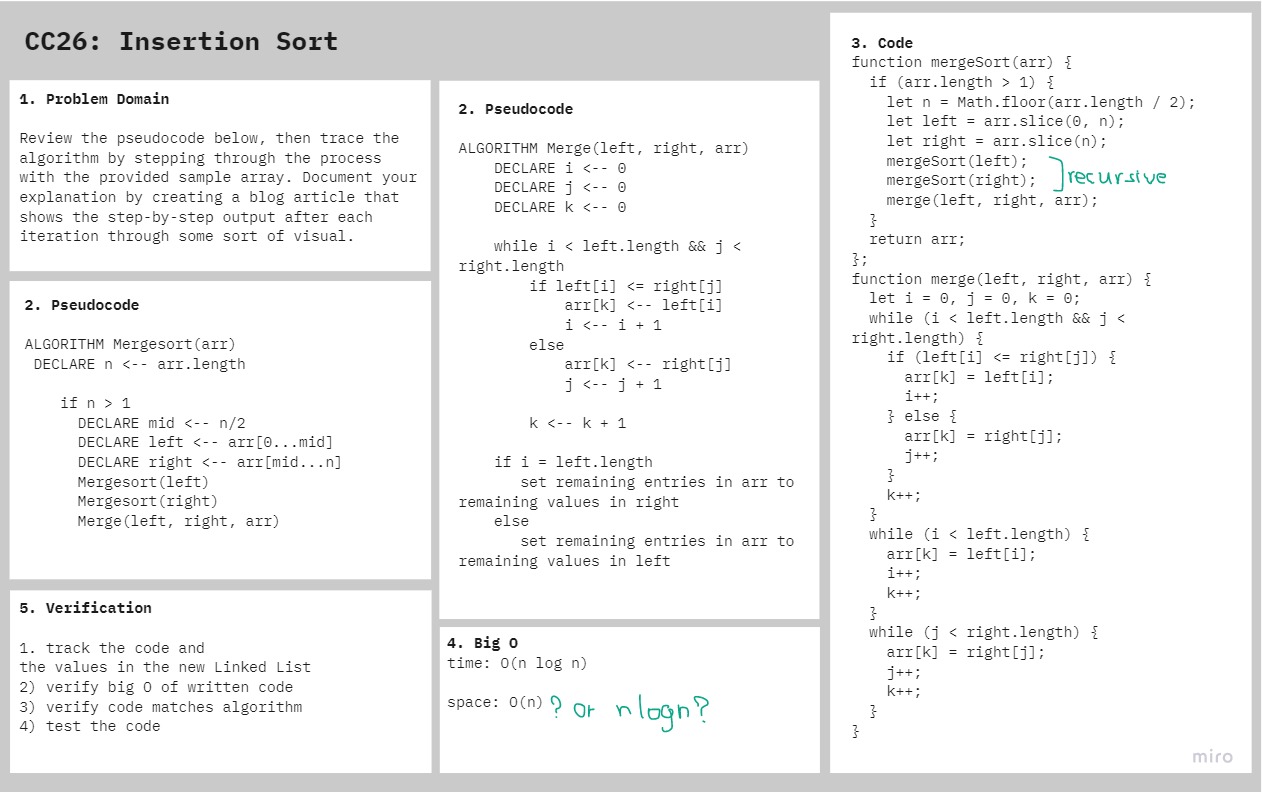 CC26: Insertion Sort
1. Problem Domain
Review the pseudocode below, then trace the
algorithm by stepping through the process
with the provided sample array. Document your
explanation by creating a blog article that
shows the step-by-step output after each
iteration through some sort of visual.
2. Pseudocode
ALGORITHM Mergesort(arr)
DECLARE n <-- arr.length
if n > 1
DECLARE mid <-- n/2
DECLARE left <-- arr[0...mid]
DECLARE right <-- arr[mid...n]
Mergesort(left)
Mergesort(right)
Merge(left, right, arr)
5. Verification
1. track the code and
the values in the new Linked List
2) verify big O of written code
3) verify code matches algorithm
4) test the code
2. Pseudocode
ALGORITHM Merge(left, right, arr)
DECLARE i <-- 0
DECLARE j <-- 0
DECLARE k <-- 0
while i < left.length && j <
right.length
if left[i] <= right[j]
arr[k] <-- left[i]
i <-- i + 1
else
arr[k] <-- right[j]
j <-- j + 1
k <-- k + 1
if i = left.length
set remaining entries in arr to
remaining values in right
else
set remaining entries in arr to
remaining values in left
4. Big O
time: O(n log n)
space: O(n) ? or nlogn?
3. Code
function mergeSort(arr) {
if (arr.length > 1) {
let n = Math.floor(arr.length / 2);
let left = arr.slice(0, n);
let right = arr.slice(n);
mergeSort(left);
mergeSort(right); recursive
merge(left, right, arr);
}
return arr;
};
function merge(left, right, arr) {
let i = 0, j = 0, k = 0;
while (i < left.length && j <
right.length) {
if (left[i] <= right[j]) {
arr[k] = left[i];
i++;
} else {
arr[k] = right[j];
j++;
}
k++;
}
while (i < left.length) {
arr[k] = left[i];
i++;
k++;
}
while (j < right.length) {
arr[k] = right[j];
j++;
k++;
}
}
miro